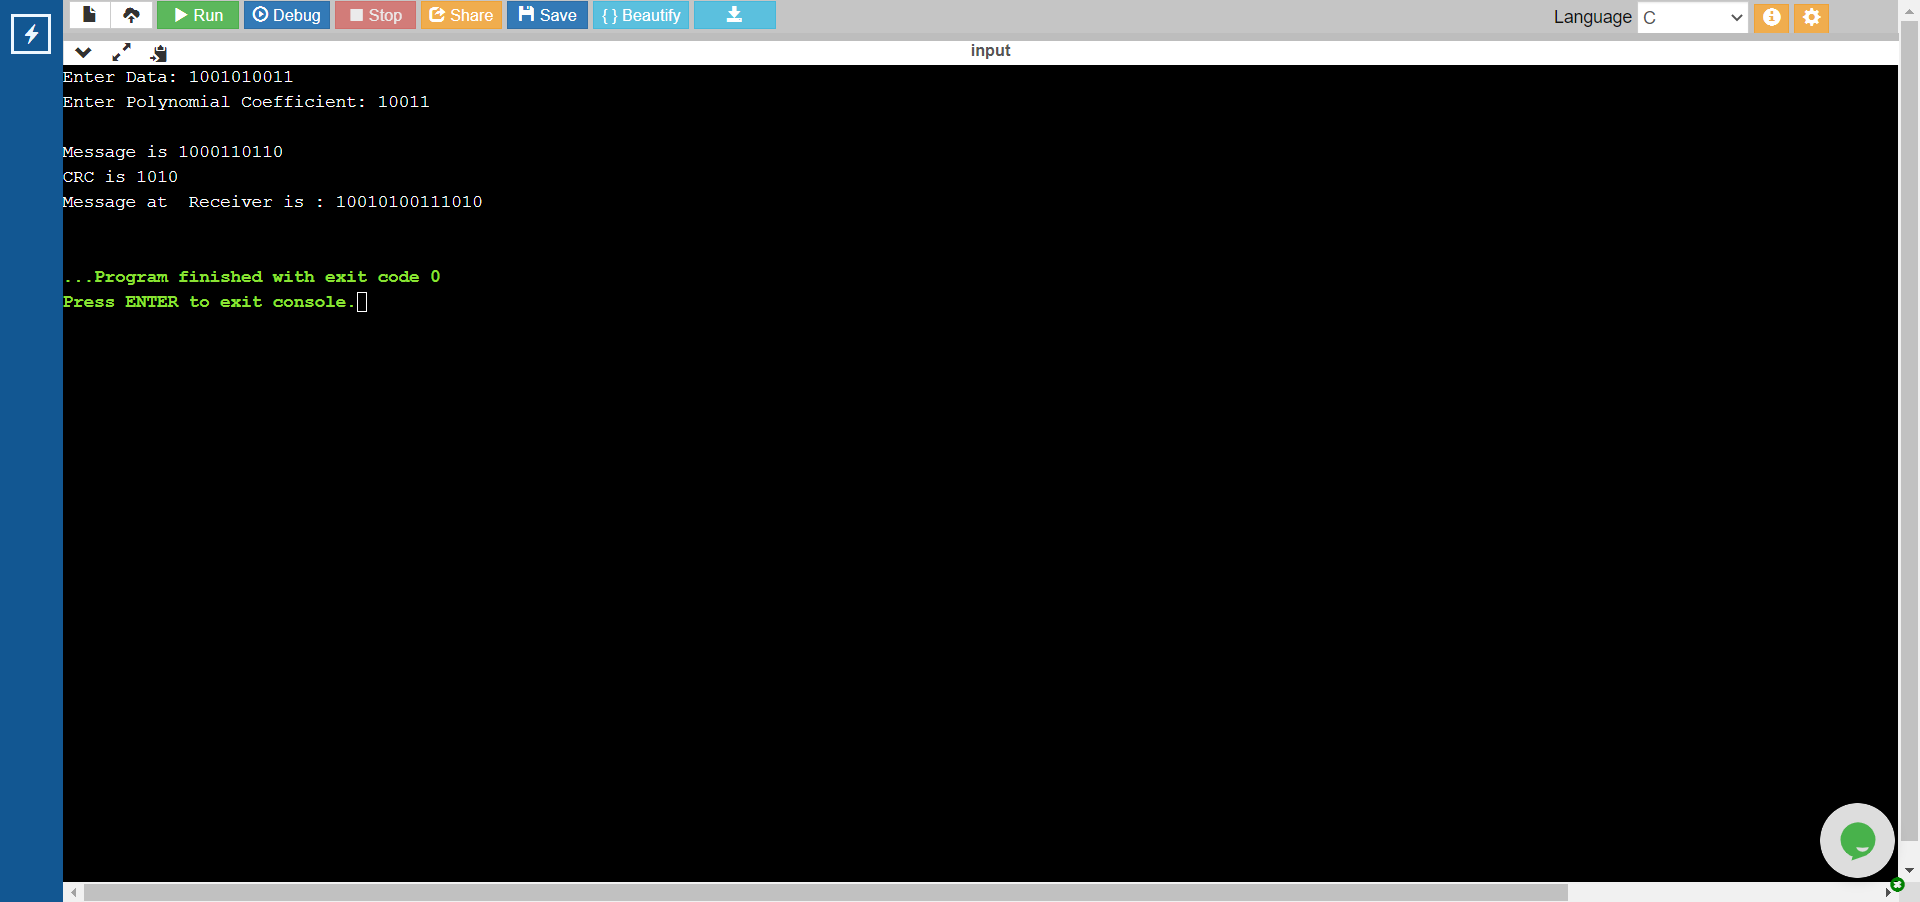 Run Debug Stop Share Save { } Beautify Language C
input
Enter Data: 1001010011
Enter Polynomial Coefficient: 10011
Message is 1000110110
CRC is 1010
Message at  Receiver is : 10010100111010
...Program finished with exit code 0
Press ENTER to exit console.